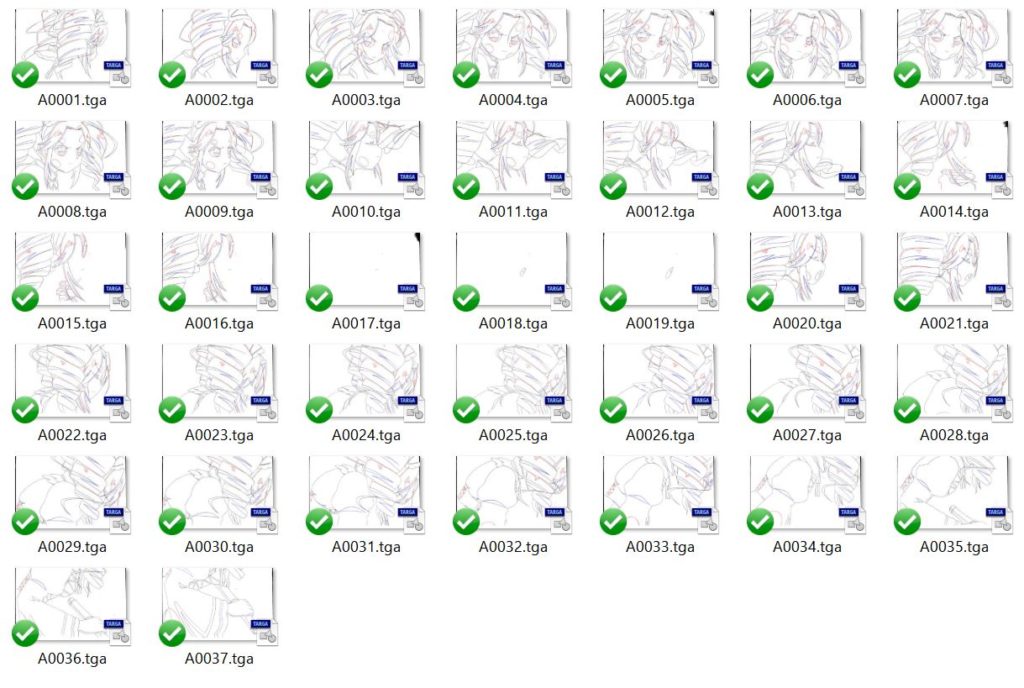 TARGA TARGA TARGA TARGA TARGA TARGA TARGA
A0001.tga A0002.tga A0003.tga A0004.tga A0005.tga A0006.tga A0007.tga
TARGA TARGA TARGA TARGA TARGA TARGA TARGA
A0008.tga A0009.tga A0010.tga A0011.tga A0012.tga A0013.tga A0014.tga
TARGA TARGA TARGA TARGA TARGA TARGA TARGA
A0015.tga A0016.tga A0017.tga A0018.tga A0019.tga A0020.tga A0021.tga
TARGA TARGA TARGA TARGA TARGA TARGA TARGA
A0022.tga A0023.tga A0024.tga A0025.tga A0026.tga A0027.tga A0028.tga
TARGA TARGA TARGA TARGA TARGA TARGA TARGA
A0029.tga A0030.tga A0031.tga A0032.tga A0033.tga A0034.tga A0035.tga
TARGA TARGA
A0036.tga A0037.tga